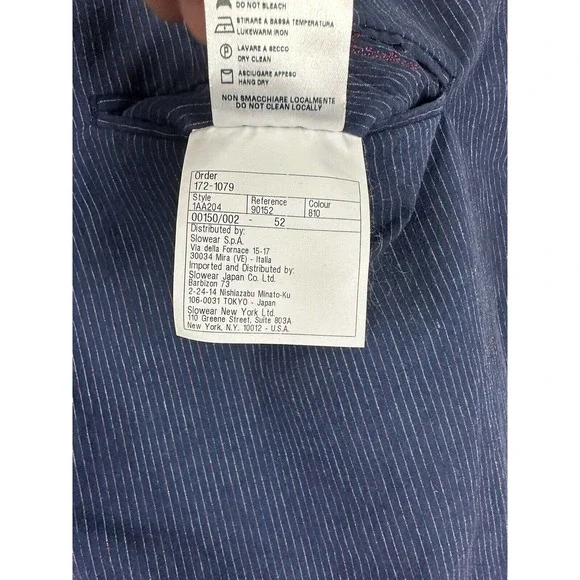 DO NOT BLEACH
STIRARE A BASSA TEMPERATURA
LUKEWARM IRON
P
LAVARE A SECCO
DRY CLEAN
ASCIUGARE APPESO
HANG DRY
NON SMACCHIARE LOCALMENTE
DO NOT CLEAN LOCALLY
Order
172-1079
Style Reference Colour
1AA204 90152 810
00150/002 - 52
Distributed by:
Slowear S.p.A.
Via della Fornace 15-17
30034 Mira (VE) - Italia
Imported and Distributed by:
Slowear Japan Co. Ltd.
Barbizon 73
2-24-14 Nishiazabu Minato-Ku
106-0031 TOKYO - Japan
Slowear New York Ltd.
110 Greene Street, Suite 803A
New York, N.Y. 10012 - U.S.A.